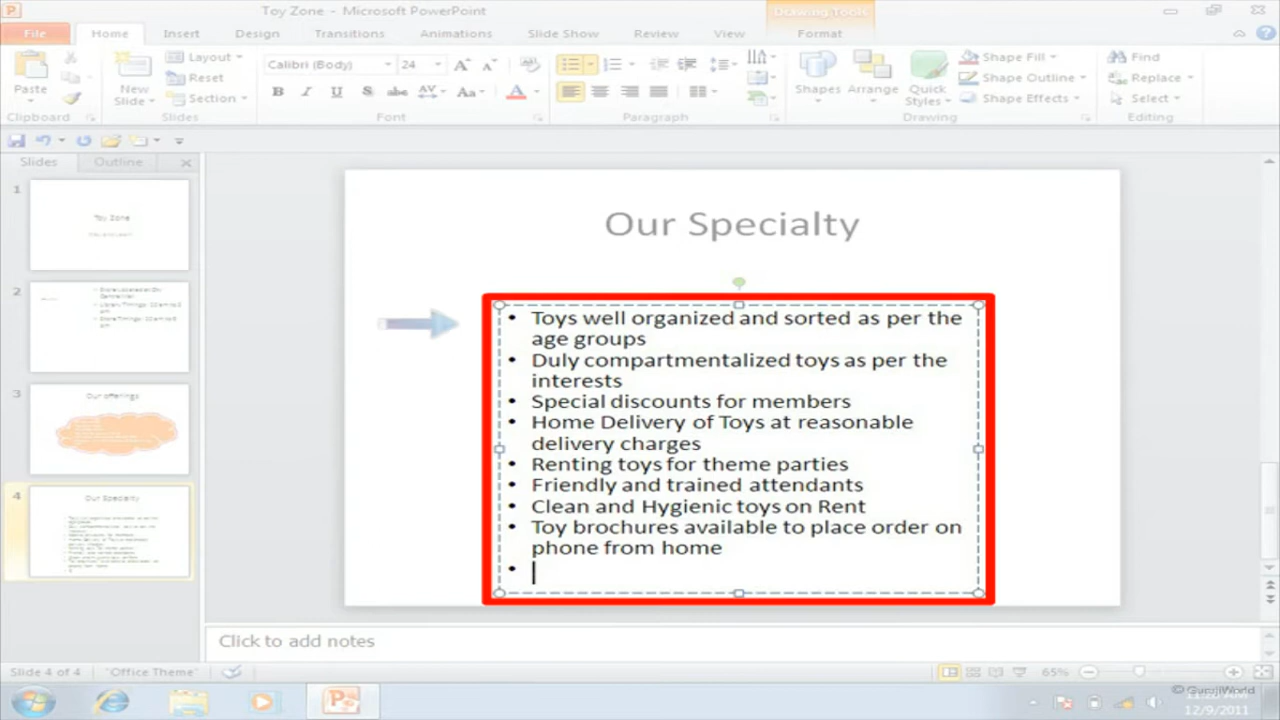 Toy Zone - Microsoft PowerPoint
Drawing Tools
File Home Insert Design Transitions Animations Slide Show Review View Format
Paste
New Slide
Layout
Reset
Section
Calibri (Body)
Shapes Arrange Quick Styles
Shape Fill
Shape Outline
Shape Effects
Find
Replace
Select
Clipboard Slides Font Paragraph Drawing Editing
Slides Outline
1
Toy Zone
2
3
Our offerings
4
Our Specialty
Our Specialty
• Toys well organized and sorted as per the
age groups
• Duly compartmentalized toys as per the
interests
• Special discounts for members
• Home Delivery of Toys at reasonable
delivery charges
• Renting toys for theme parties
• Friendly and trained attendants
• Clean and Hygienic toys on Rent
Toy brochures available to place order on
phone from home
•
Click to add notes
Slide 4 of 4 "Office Theme" 65%
© GurujiWorld
12/9/2011